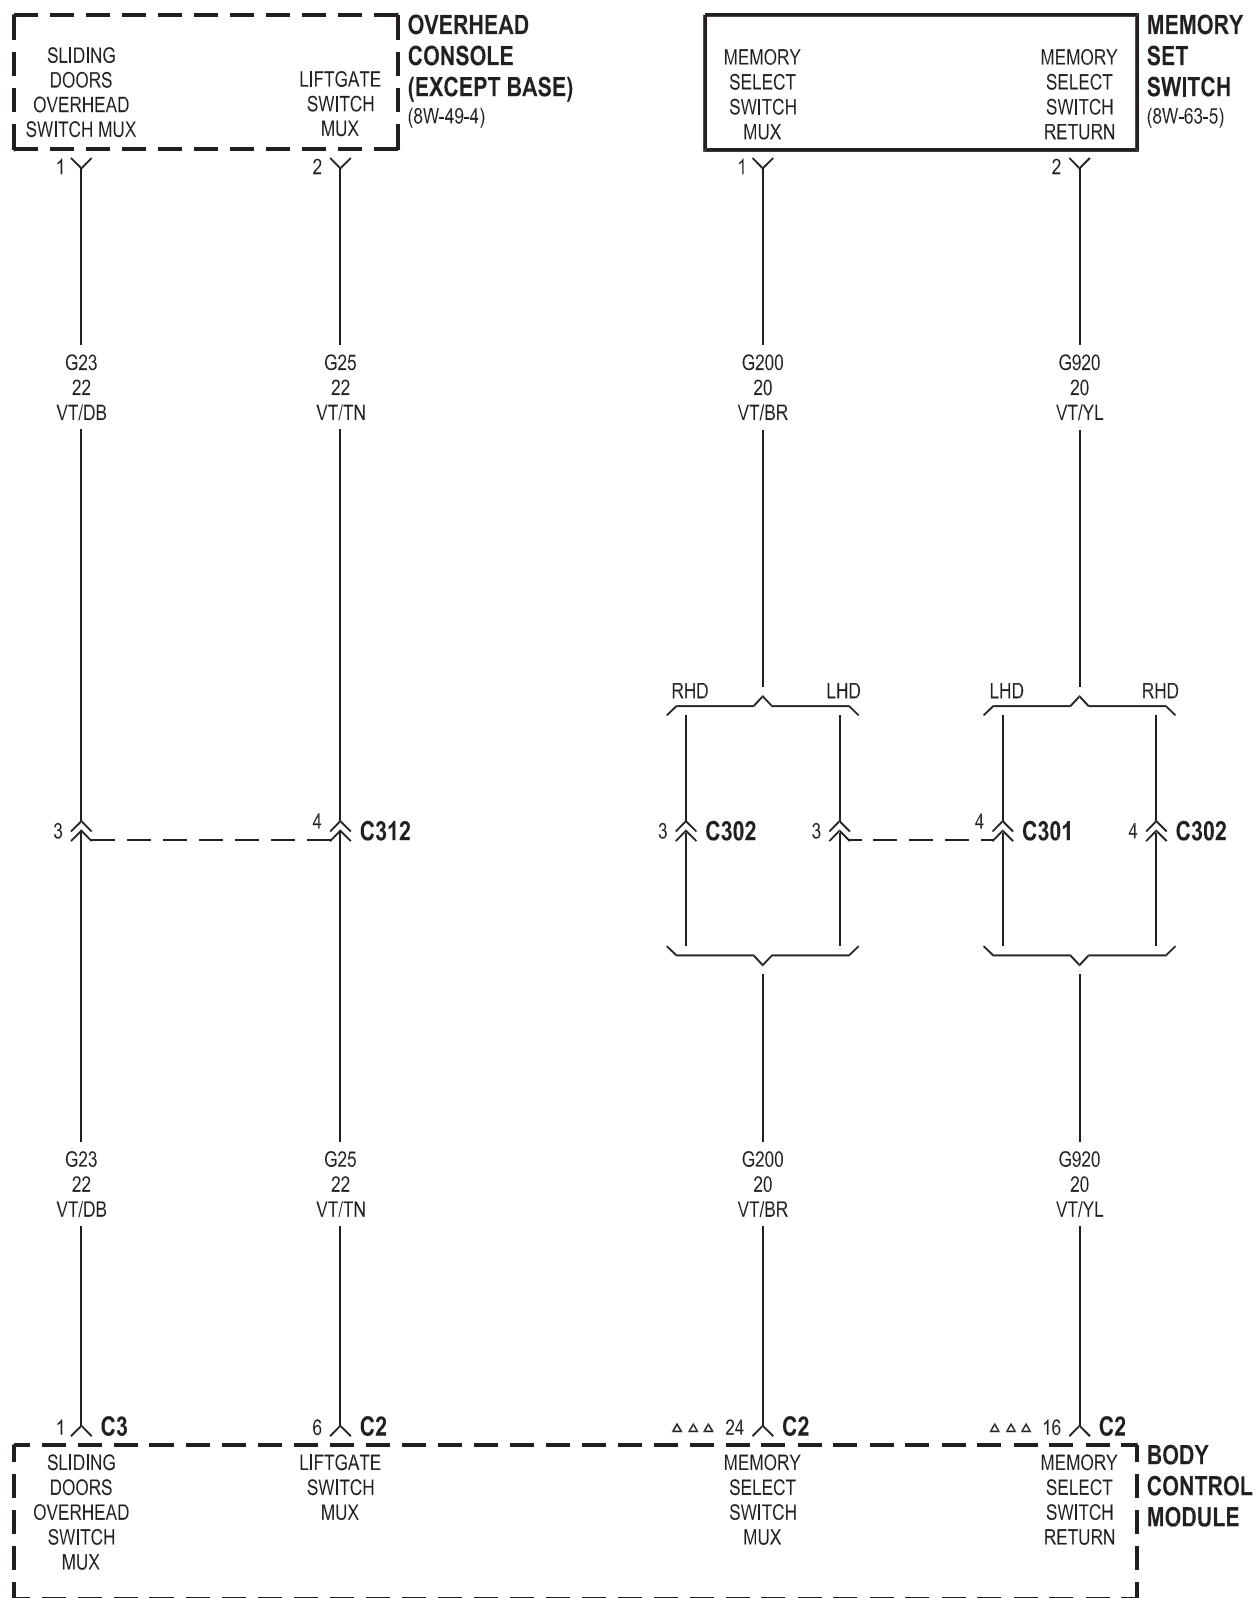 OVERHEAD
CONSOLE
(EXCEPT BASE)
(8W-49-4)
SLIDING
DOORS
OVERHEAD
SWITCH MUX
LIFTGATE
SWITCH
MUX
MEMORY
SELECT
SWITCH
MUX
MEMORY
SELECT
SWITCH
RETURN
MEMORY
SET
SWITCH
(8W-63-5)
1
2
1
2
G23
22
VT/DB
G25
22
VT/TN
G200
20
VT/BR
G920
20
VT/YL
RHD
LHD
LHD
RHD
3
4 C312
3 C302
3
4 C301
4 C302
G23
22
VT/DB
G25
22
VT/TN
G200
20
VT/BR
G920
20
VT/YL
1 C3
6 C2
24 C2
16 C2
SLIDING
DOORS
OVERHEAD
SWITCH
MUX
LIFTGATE
SWITCH
MUX
MEMORY
SELECT
SWITCH
MUX
MEMORY
SELECT
SWITCH
RETURN
BODY
CONTROL
MODULE